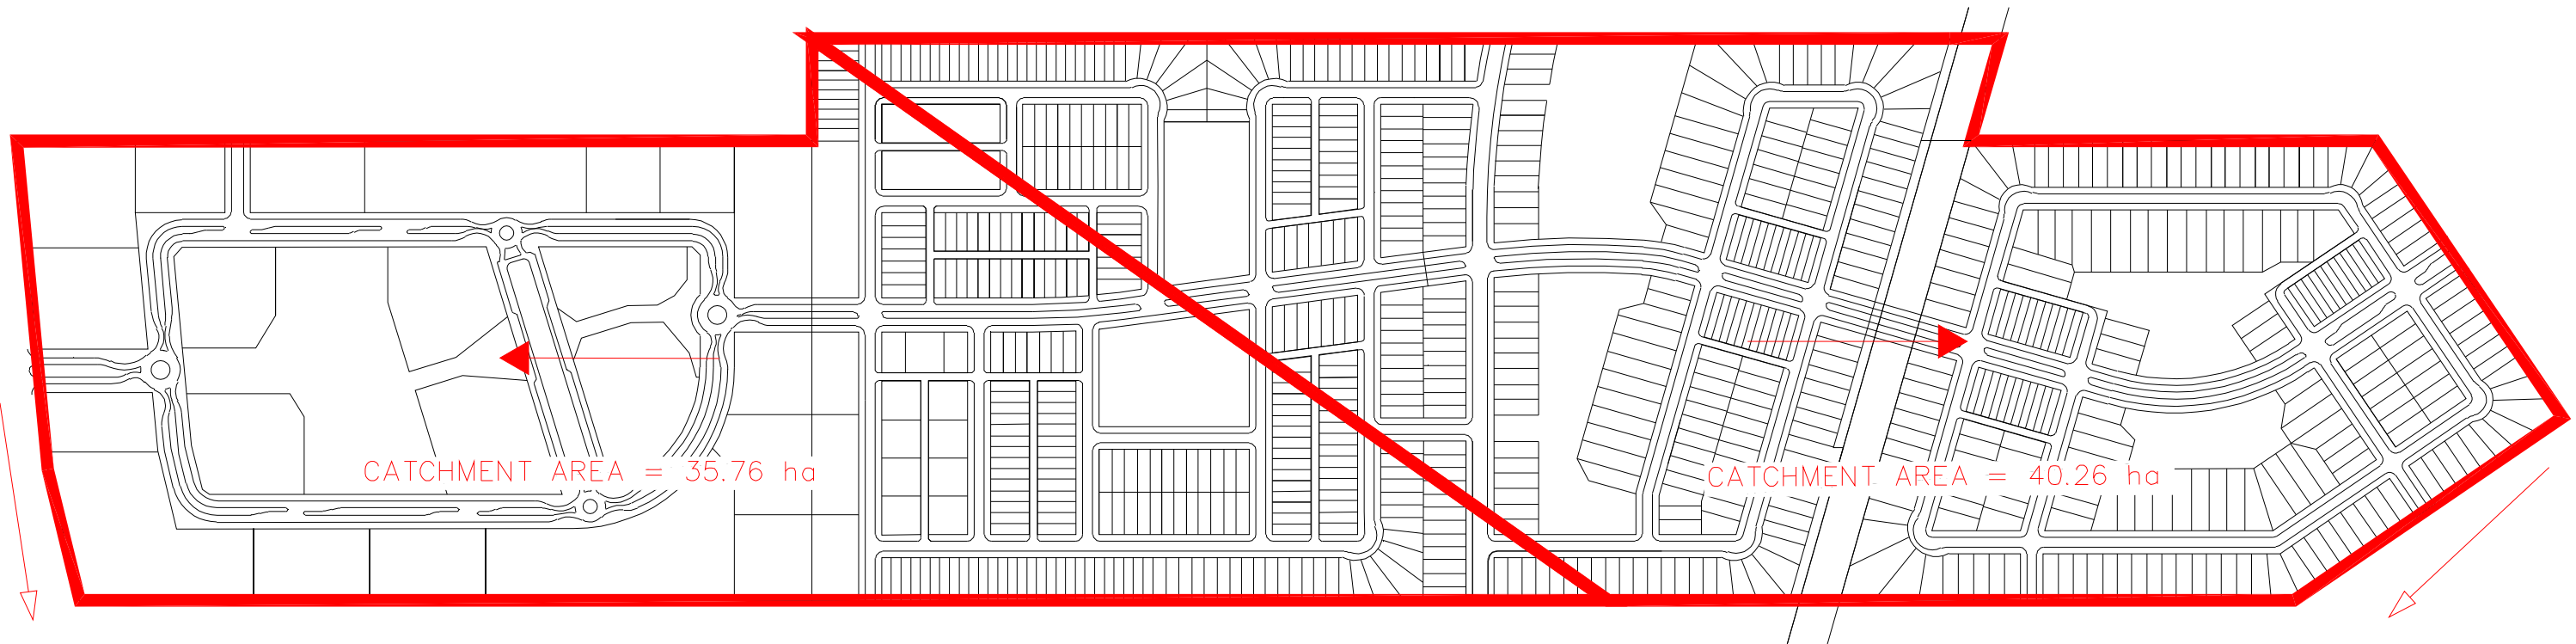 CATCHMENT AREA = 35.76 ha
CATCHMENT AREA = 40.26 ha